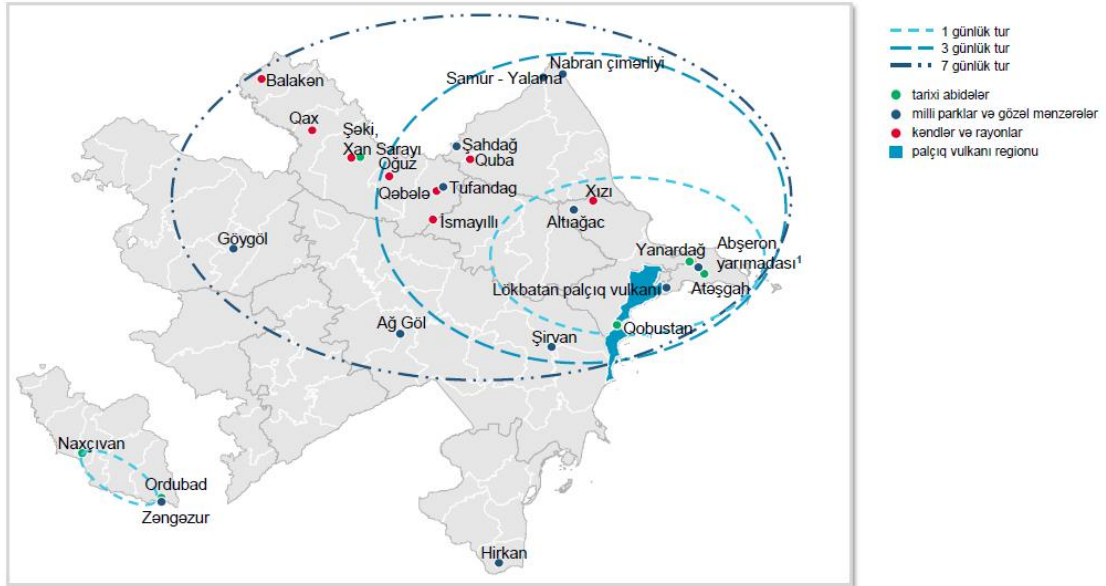 1 günlük tur
3 günlük tur
7 günlük tur
tarixi abidələr
milli parklar və gözəl mənzərələr
kəndlər və rayonlar
palçıq vulkanı regionu
Nabran çimərliyi
Samur - Yalama
Balakən
Qax
Şəki,
Xan Sarayı
Oğuz
Şahdağ
Quba
Qəbələ
Tufandag
İsmayıllı
Xızı
Altıağac
Göygöl
Yanardağ
Abşeron
yarımadası¹
Lökbatan palçıq vulkanı
Atəşgah
Ağ Göl
Şirvan
Qobustan
Naxçıvan
Ordubad
Zəngəzur
Hirkan